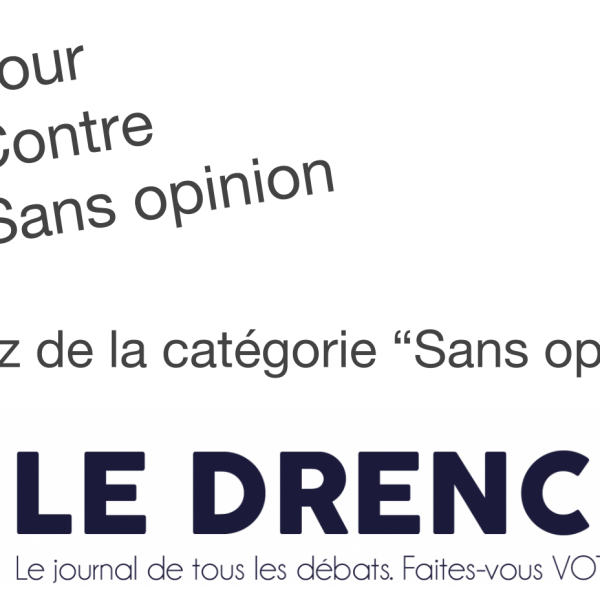 our
Contre
Sans opinion
z de la catégorie “Sans op
LE DRENC
Le journal de tous les débats. Faites-vous VOT